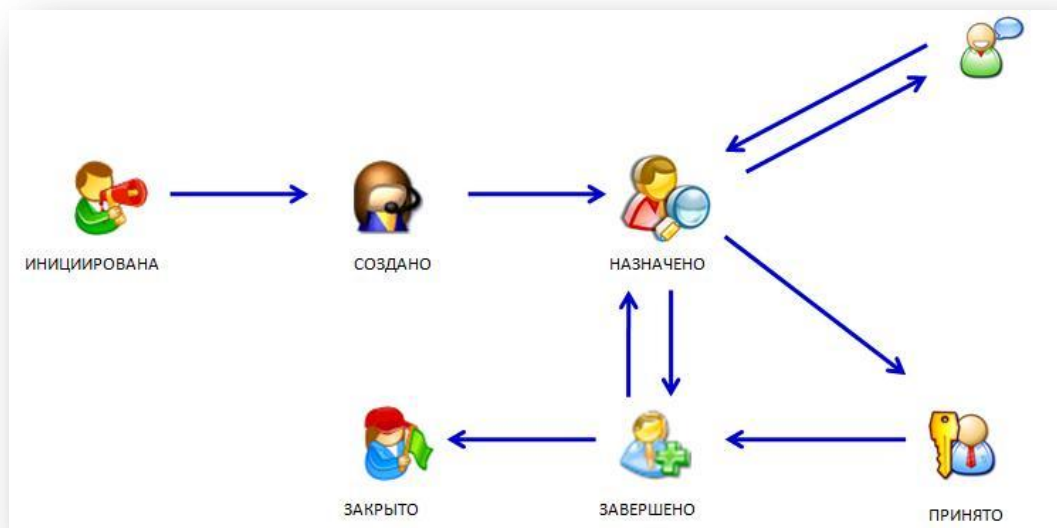 ИНИЦИИРОВАНА
СОЗДАНО
НАЗНАЧЕНО
ЗАКРЫТО
ЗАВЕРШЕНО
ПРИНЯТО